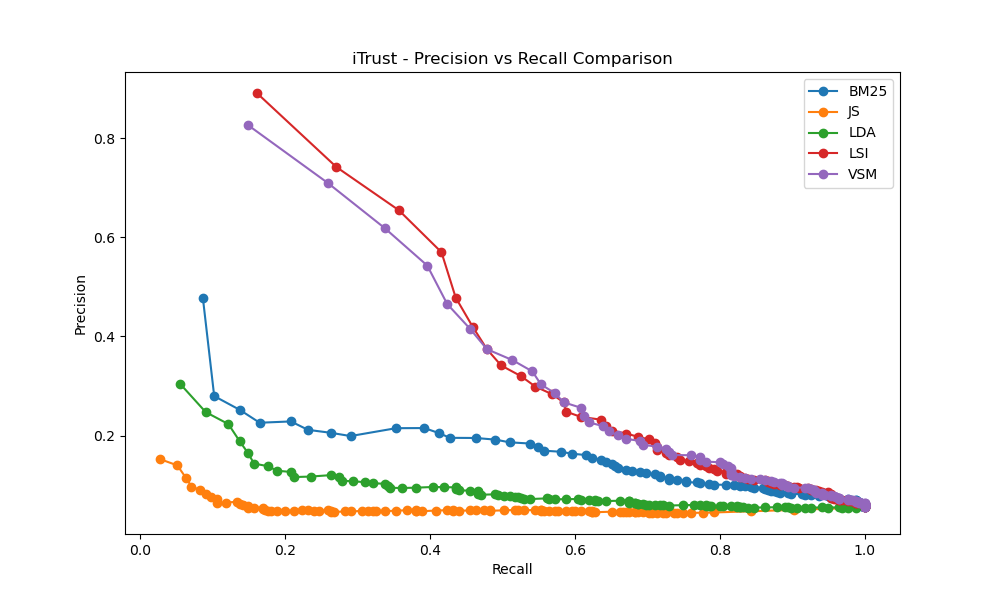 iTrust - Precision vs Recall Comparison
BM25
JS
LDA
LSI
VSM
Precision
0.8
0.6
0.4
0.2
0.0 0.2 0.4 0.6 0.8 1.0
Recall